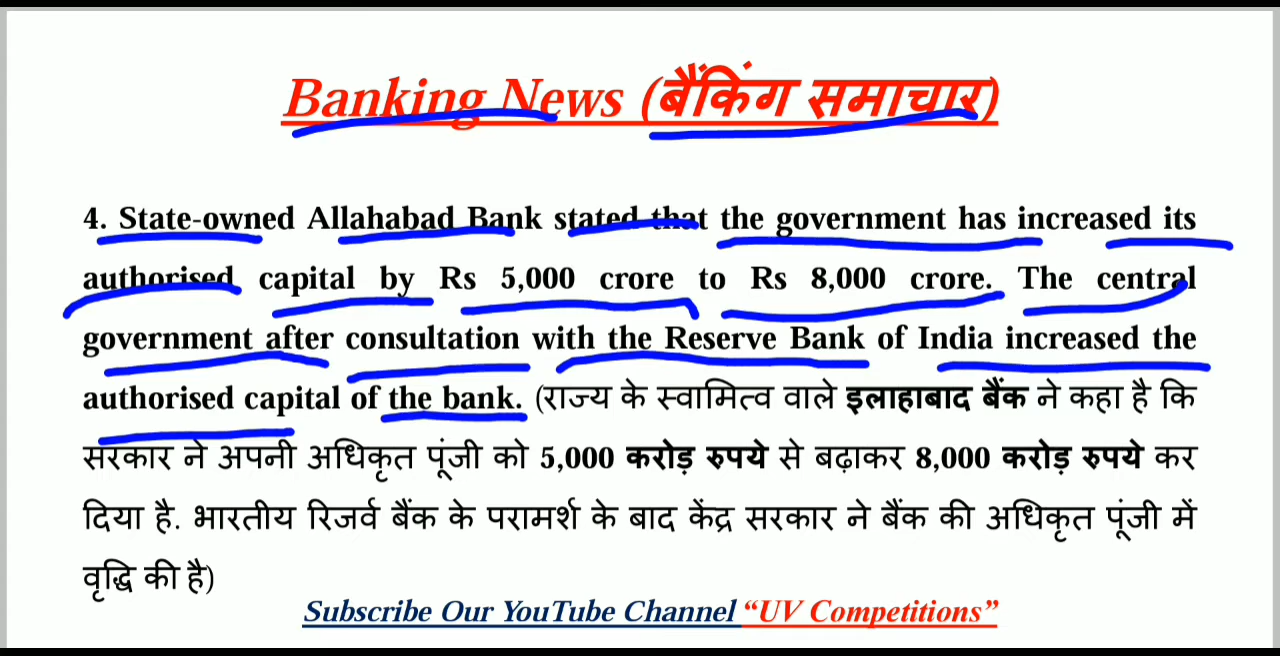 Banking News (बैंकिंग समाचार)
4. State-owned Allahabad Bank stated that the government has increased its
authorised capital by Rs 5,000 crore to Rs 8,000 crore. The central
government after consultation with the Reserve Bank of India increased the
authorised capital of the bank. (राज्य के स्वामित्व वाले इलाहाबाद बैंक ने कहा है कि
सरकार ने अपनी अधिकृत पूंजी को 5,000 करोड़ रुपये से बढ़ाकर 8,000 करोड़ रुपये कर
दिया है. भारतीय रिजर्व बैंक के परामर्श के बाद केंद्र सरकार ने बैंक की अधिकृत पूंजी में
वृद्धि की है)
Subscribe Our YouTube Channel “UV Competitions”